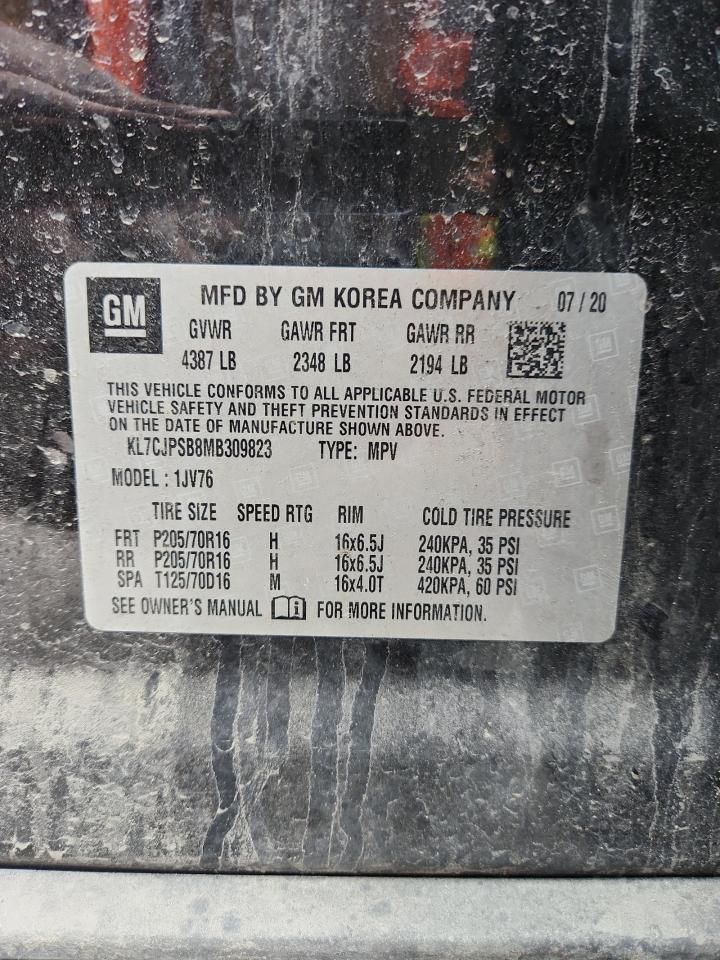 GM MFD BY GM KOREA COMPANY 07 / 20
GVWR GAWR FRT GAWR RR
4387 LB 2348 LB 2194 LB
THIS VEHICLE CONFORMS TO ALL APPLICABLE U.S. FEDERAL MOTOR
VEHICLE SAFETY AND THEFT PREVENTION STANDARDS IN EFFECT
ON THE DATE OF MANUFACTURE SHOWN ABOVE.
KL7CJPSB8MB309823 TYPE: MPV
MODEL : 1JV76
TIRE SIZE SPEED RTG RIM COLD TIRE PRESSURE
FRT P205/70R16 H 16x6.5J 240KPA, 35 PSI
RR P205/70R16 H 16x6.5J 240KPA, 35 PSI
SPA T125/70D16 M 16x4.0T 420KPA, 60 PSI
SEE OWNER'S MANUAL i FOR MORE INFORMATION.